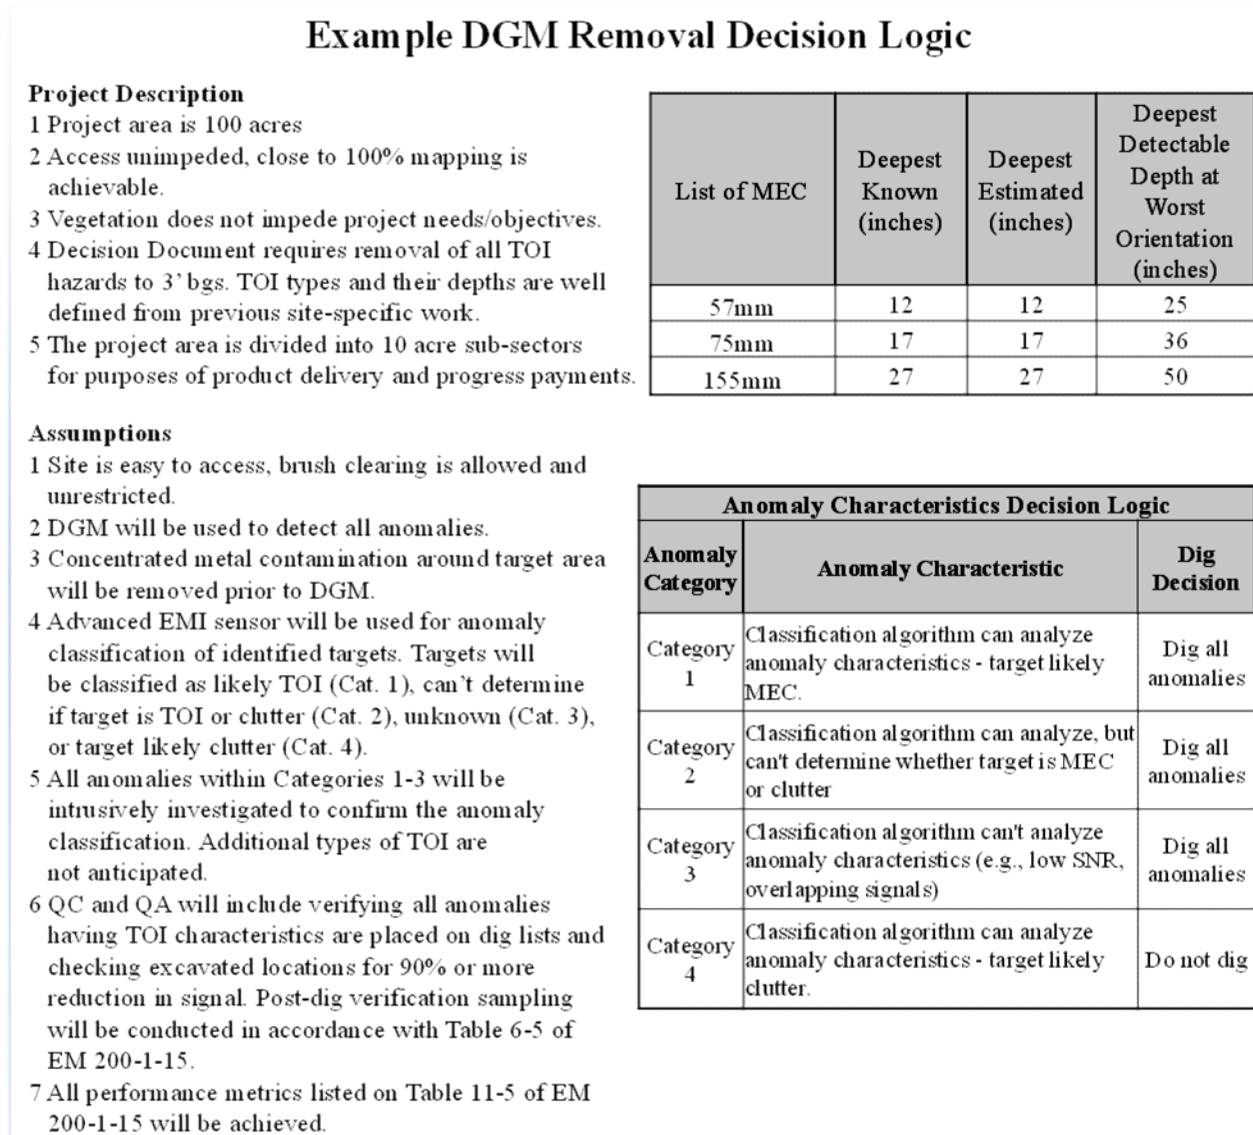 Example DGM Removal Decision Logic
Project Description
1 Project area is 100 acres
2 Access unimpeded, close to 100% mapping is
achievable.
3 Vegetation does not impede project needs/objectives.
4 Decision Document requires removal of all TOI
hazards to 3’ bgs. TOI types and their depths are well
defined from previous site-specific work.
5 The project area is divided into 10 acre sub-sectors
for purposes of product delivery and progress payments.
Assumptions
1 Site is easy to access, brush clearing is allowed and
unrestricted.
2 DGM will be used to detect all anomalies.
3 Concentrated metal contamination around target area
will be removed prior to DGM.
4 Advanced EMI sensor will be used for anomaly
classification of identified targets. Targets will
be classified as likely TOI (Cat. 1), can’t determine
if target is TOI or clutter (Cat. 2), unknown (Cat. 3),
or target likely clutter (Cat. 4).
5 All anomalies within Categories 1-3 will be
intrusively investigated to confirm the anomaly
classification. Additional types of TOI are
not anticipated.
6 QC and QA will include verifying all anomalies
having TOI characteristics are placed on dig lists and
checking excavated locations for 90% or more
reduction in signal. Post-dig verification sampling
will be conducted in accordance with Table 6-5 of
EM 200-1-15.
7 All performance metrics listed on Table 11-5 of EM
200-1-15 will be achieved.
List of MEC
Deepest
Known
(inches)
Deepest
Estimated
(inches)
Deepest
Detectable
Depth at
Worst
Orientation
(inches)
57mm 12 12 25
75mm 17 17 36
155mm 27 27 50
Anomaly Characteristics Decision Logic
Anomaly
Category
Anomaly Characteristic
Dig
Decision
Category
1
Classification algorithm can analyze
anomaly characteristics - target likely
MEC.
Dig all
anomalies
Category
2
Classification algorithm can analyze, but
can't determine whether target is MEC
or clutter
Dig all
anomalies
Category
3
Classification algorithm can't analyze
anomaly characteristics (e.g., low SNR,
overlapping signals)
Dig all
anomalies
Category
4
Classification algorithm can analyze
anomaly characteristics - target likely
clutter.
Do not dig